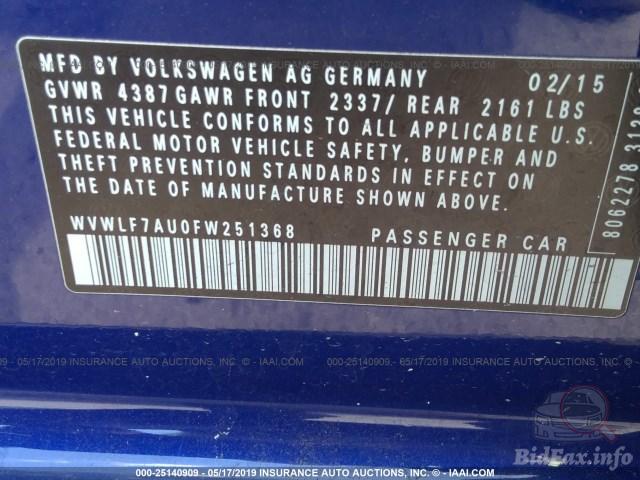 MFD BY VOLKSWAGEN AG GERMANY 02/15
GVWR 4387 GAWR FRONT 2337/ REAR 2161 LBS
THIS VEHICLE CONFORMS TO ALL APPLICABLE U.S.
FEDERAL MOTOR VEHICLE SAFETY, BUMPER AND
THEFT PREVENTION STANDARDS IN EFFECT ON
THE DATE OF MANUFACTURE SHOWN ABOVE.
WVWLF7AU0FW251368 PASSENGER CAR
8062278
000-25140909 - 05/17/2019 INSURANCE AUTO AUCTIONS, INC. © - IAAI.COM
BidFax.info